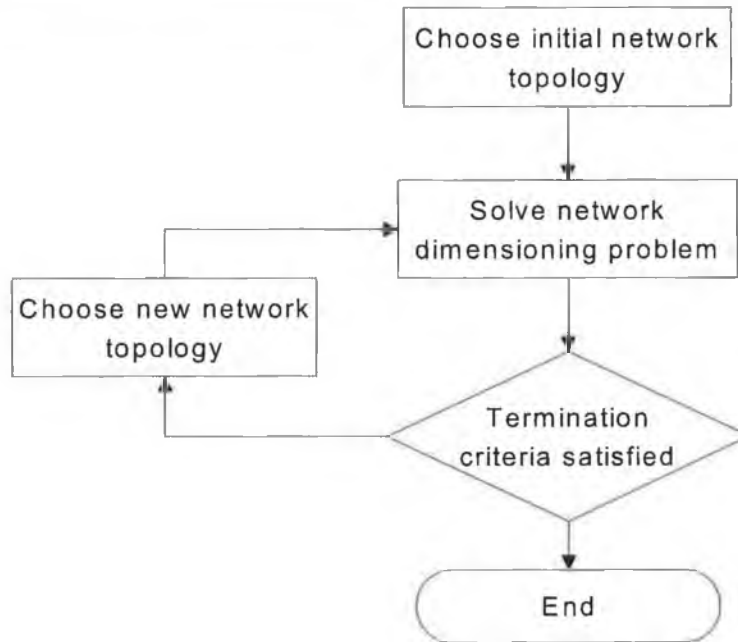 Choose initial network
topology
Solve network
dimensioning problem
Choose new network
topology
Termination
criteria satisfied
End